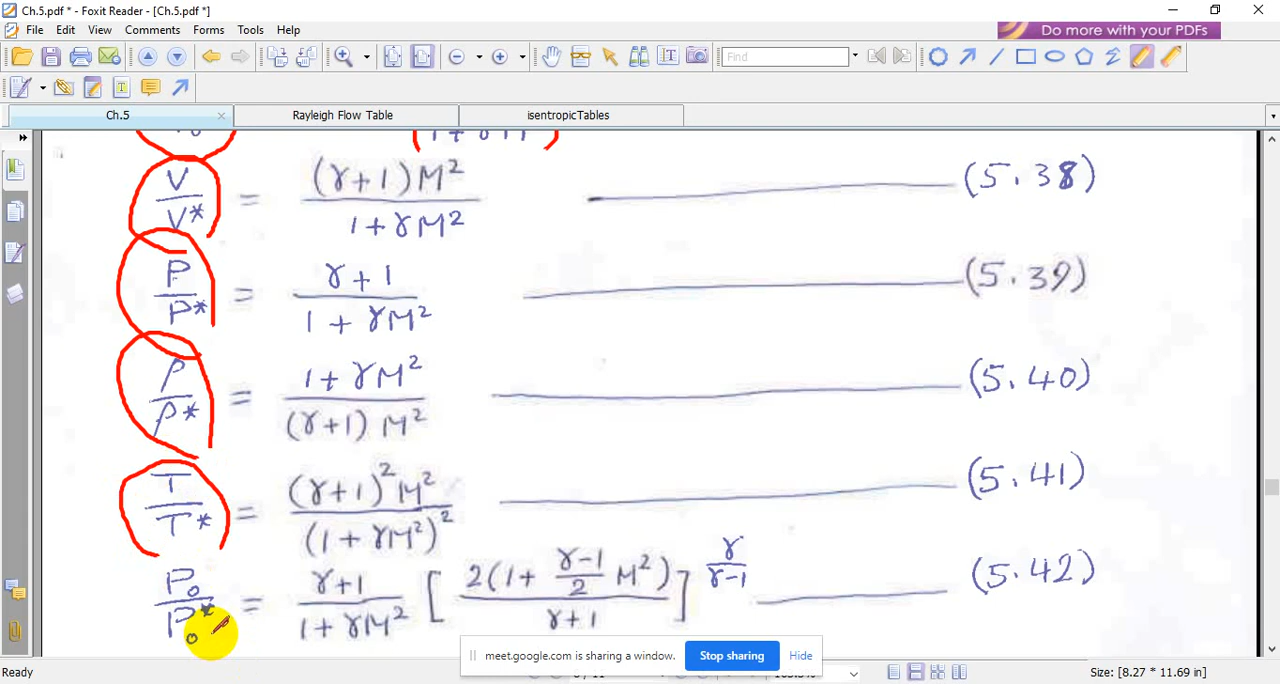 Ch.5.pdf * - Foxit Reader - [Ch.5.pdf *]
File Edit View Comments Forms Tools Help
Do more with your PDFs
Find
Ch.5 Rayleigh Flow Table isentropicTables
V/V* = (γ+1)M² / 1+γM² (5.38)
P/P* = γ+1 / 1+γM² (5.39)
ρ/ρ* = 1+γM² / (γ+1)M² (5.40)
T/T* = (γ+1)²M² / (1+γM²)² (5.41)
P₀/P₀* = γ+1 / 1+γM² [2(1+ γ-1/2 M²) / γ+1]^γ/γ-1 (5.42)
meet.google.com is sharing a window. Stop sharing Hide
Ready Size: [8.27 * 11.69 in]